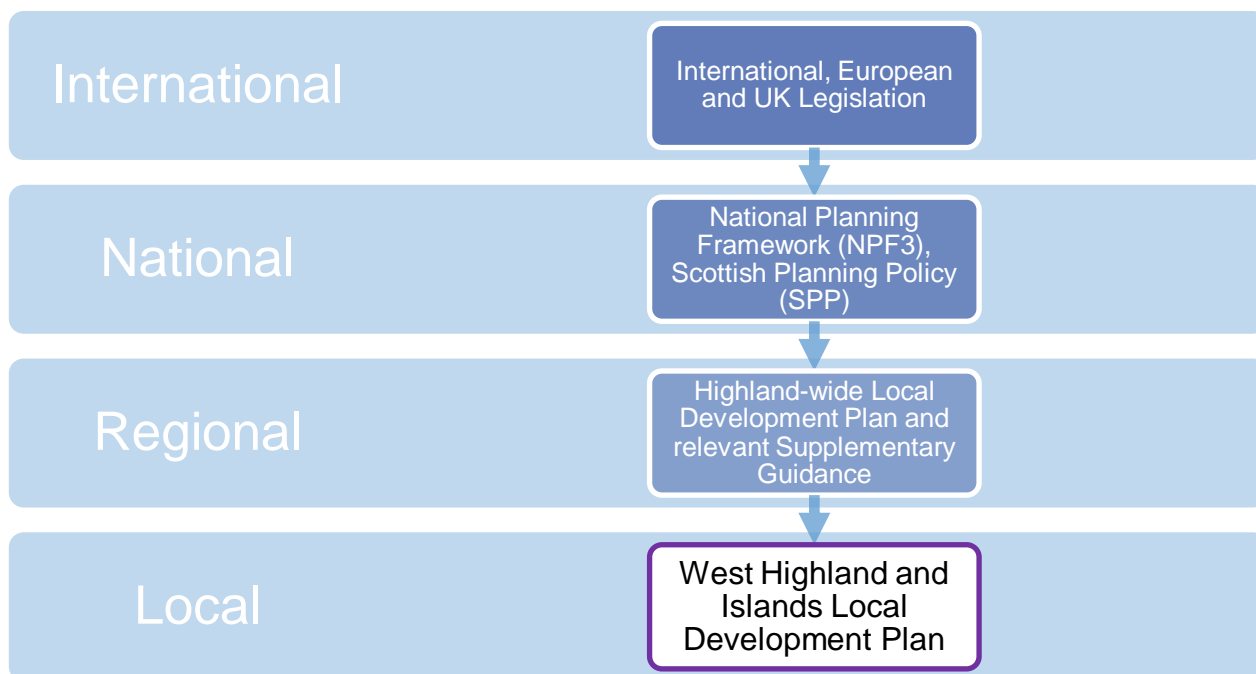 International
International, European
and UK Legislation
National
National Planning
Framework (NPF3),
Scottish Planning Policy
(SPP)
Regional
Highland-wide Local
Development Plan and
relevant Supplementary
Guidance
Local
West Highland and
Islands Local
Development Plan